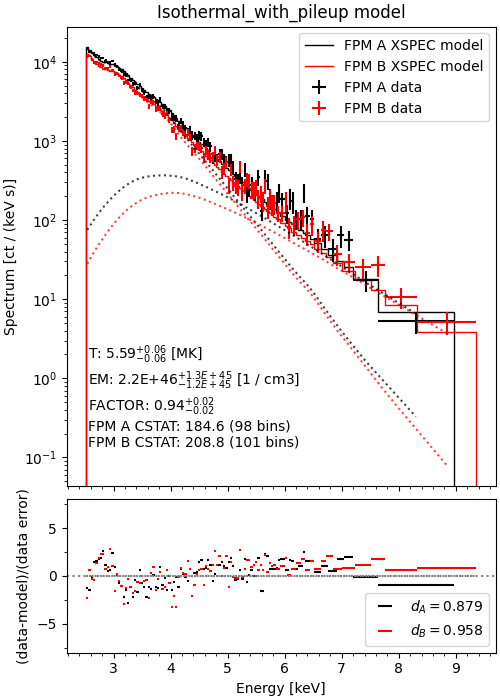 Isothermal_with_pileup model
FPM A XSPEC model
FPM B XSPEC model
FPM A data
FPM B data
10⁴
10³
10²
10¹
10⁰
10⁻¹
Spectrum [ct / (keV s)]
T: 5.59 +0.06 −0.06 [MK]
EM: 2.2E+46 +1.3E+45 −1.2E+45 [1 / cm3]
FACTOR: 0.94 +0.02 −0.02
FPM A CSTAT: 184.6 (98 bins)
FPM B CSTAT: 208.8 (101 bins)
(data-model)/(data error)
5
0
−5
d_A = 0.879
d_B = 0.958
3 4 5 6 7 8 9
Energy [keV]